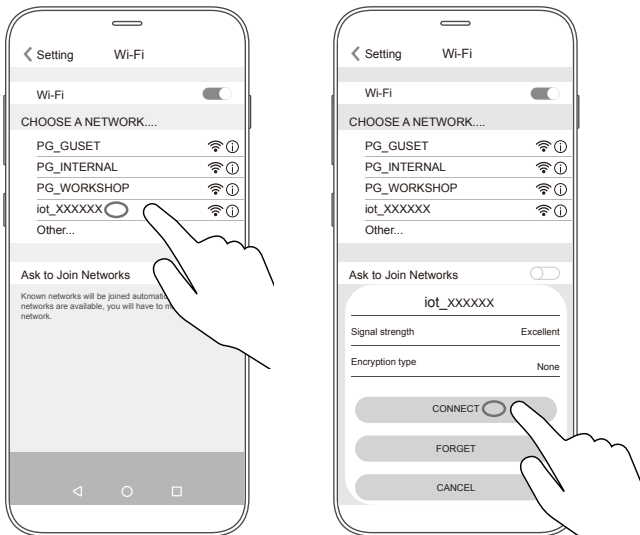 Setting Wi-Fi
Wi-Fi
CHOOSE A NETWORK....
PG_GUSET
PG_INTERNAL
PG_WORKSHOP
iot_XXXXXX
Other...
Ask to Join Networks
Known networks will be joined
networks are available, you will have to
network.
Setting Wi-Fi
Wi-Fi
CHOOSE A NETWORK....
PG_GUSET
PG_INTERNAL
PG_WORKSHOP
iot_XXXXXX
Other...
Ask to Join Networks
iot_XXXXXX
Signal strength Excellent
Encryption type None
CONNECT
FORGET
CANCEL